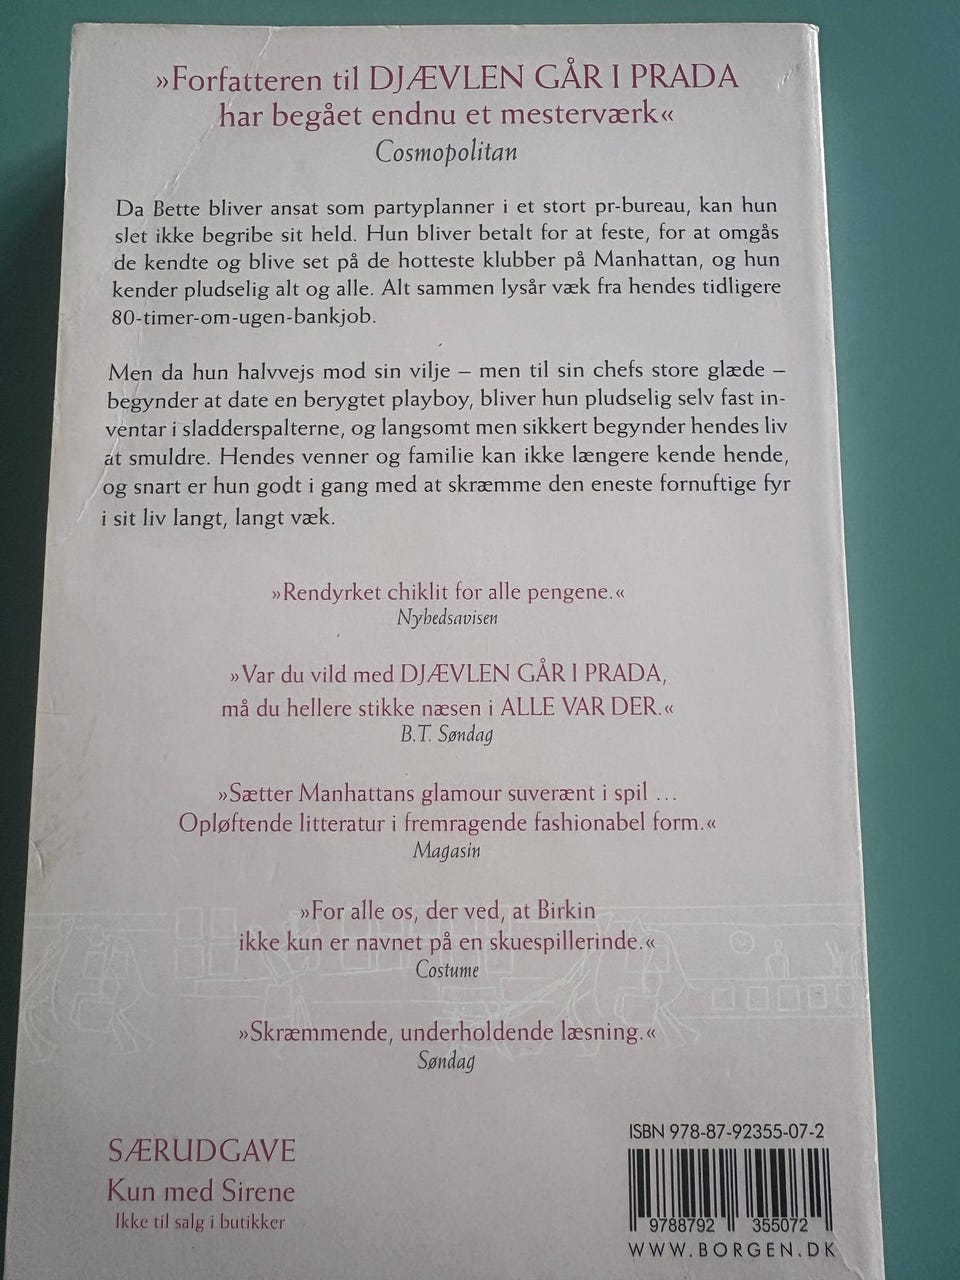 »Forfatteren til DJÆVLEN GÅR I PRADA
har begået endnu et mesterværk«
Cosmopolitan
Da Bette bliver ansat som partyplanner i et stort pr-bureau, kan hun
slet ikke begribe sit held. Hun bliver betalt for at feste, for at omgås
de kendte og blive set på de hotteste klubber på Manhattan, og hun
kender pludselig alt og alle. Alt sammen lysår væk fra hendes tidligere
80-timer-om-ugen-bankjob.
Men da hun halvvejs mod sin vilje – men til sin chefs store glæde –
begynder at date en berygtet playboy, bliver hun pludselig selv fast in-
ventar i sladderspalterne, og langsomt men sikkert begynder hendes liv
at smuldre. Hendes venner og familie kan ikke længere kende hende,
og snart er hun godt i gang med at skræmme den eneste fornuftige fyr
i sit liv langt, langt væk.
»Rendyrket chiklit for alle pengene.«
Nyhedsavisen
»Var du vild med DJÆVLEN GÅR I PRADA,
må du hellere stikke næsen i ALLE VAR DER.«
B.T. Søndag
»Sætter Manhattans glamour suverænt i spil …
Opløftende litteratur i fremragende fashionabel form.«
Magasin
»For alle os, der ved, at Birkin
ikke kun er navnet på en skuespillerinde.«
Costume
»Skræmmende, underholdende læsning.«
Søndag
SÆRUDGAVE
Kun med Sirene
Ikke til salg i butikker
ISBN 978-87-92355-07-2
9788792 355072
WWW.BORGEN.DK